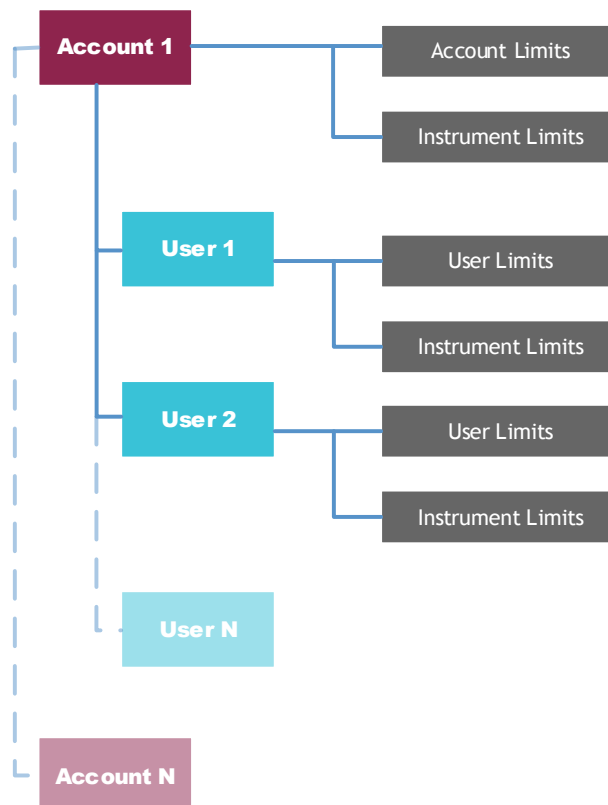 Account 1
Account Limits
Instrument Limits
User 1
User Limits
Instrument Limits
User 2
User Limits
Instrument Limits
User N
Account N